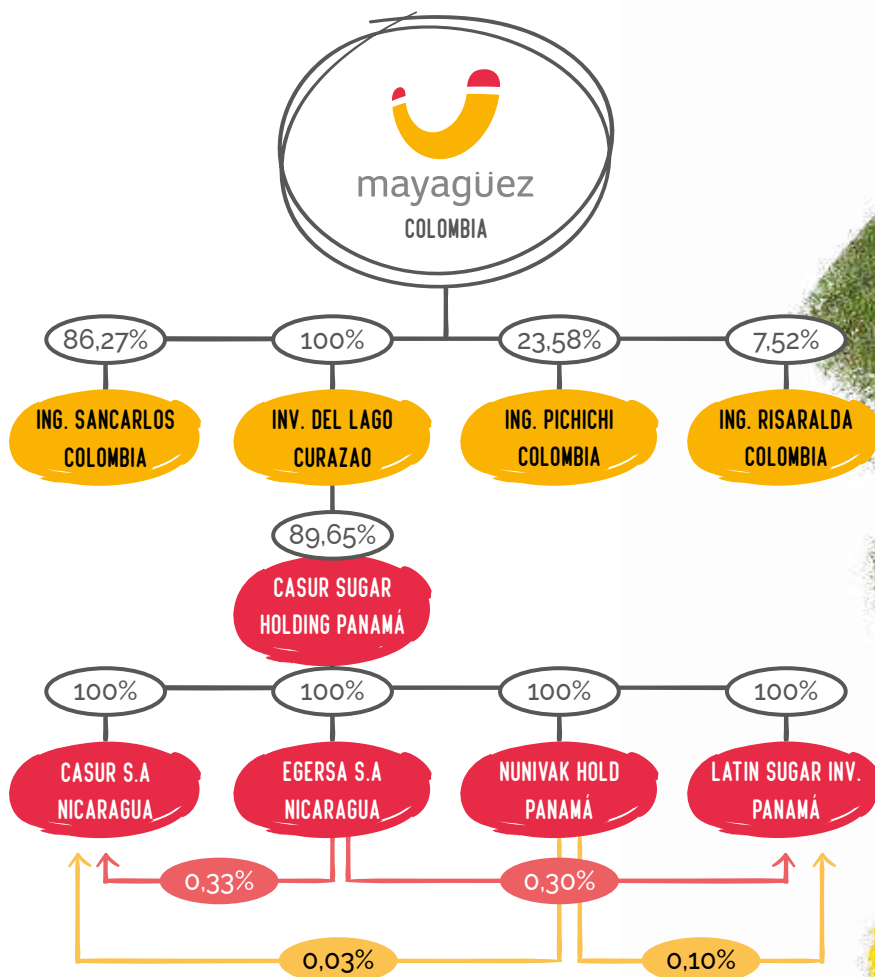 mayagüez
COLOMBIA
86,27%
100%
23,58%
7,52%
ING. SANCARLOS
COLOMBIA
INV. DEL LAGO
CURAZAO
ING. PICHICHI
COLOMBIA
ING. RISARALDA
COLOMBIA
89,65%
CASUR SUGAR
HOLDING PANAMÁ
100%
100%
100%
100%
CASUR S.A
NICARAGUA
EGERSA S.A
NICARAGUA
NUNIVAK HOLD
PANAMÁ
LATIN SUGAR INV.
PANAMÁ
0,33%
0,30%
0,03%
0,10%